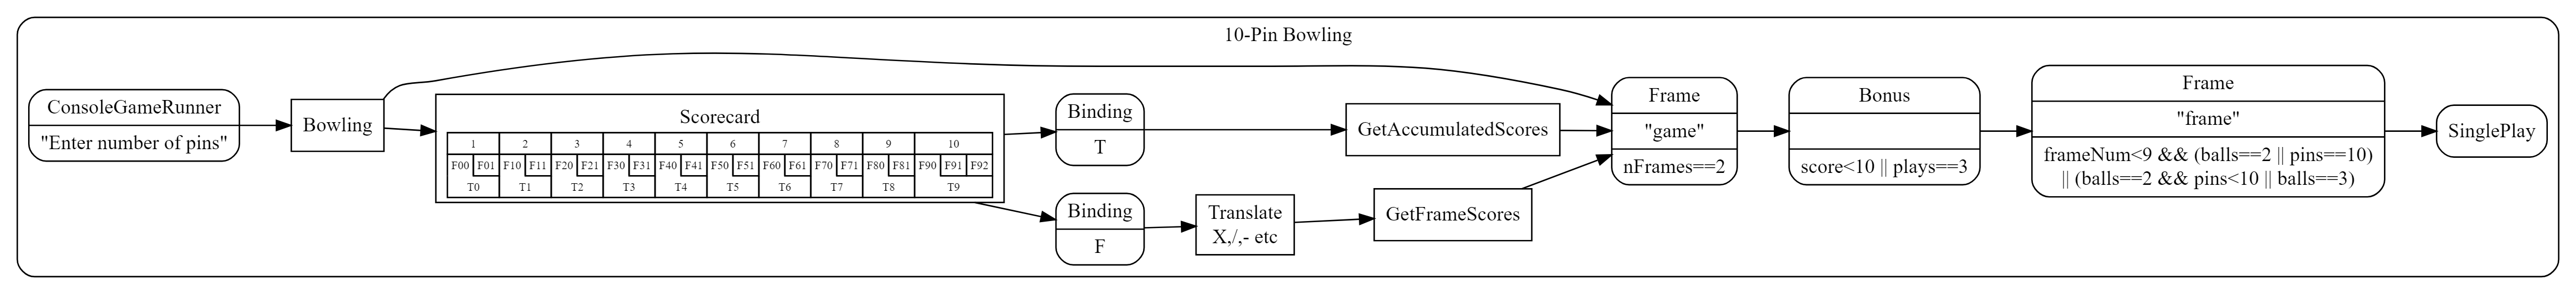 10-Pin Bowling
ConsoleGameRunner
"Enter number of pins"
Bowling
Scorecard
1 2 3 4 5 6 7 8 9 10
F00 F01 F10 F11 F20 F21 F30 F31 F40 F41 F50 F51 F60 F61 F70 F71 F80 F81 F90 F91 F92
T0 T1 T2 T3 T4 T5 T6 T7 T8 T9
Binding
T
Binding
F
Translate
X,/,- etc
GetAccumulatedScores
GetFrameScores
Frame
"game"
nFrames==2
Bonus
score<10 || plays==3
Frame
"frame"
frameNum<9 && (balls==2 || pins==10)
|| (balls==2 && pins<10 || balls==3)
SinglePlay